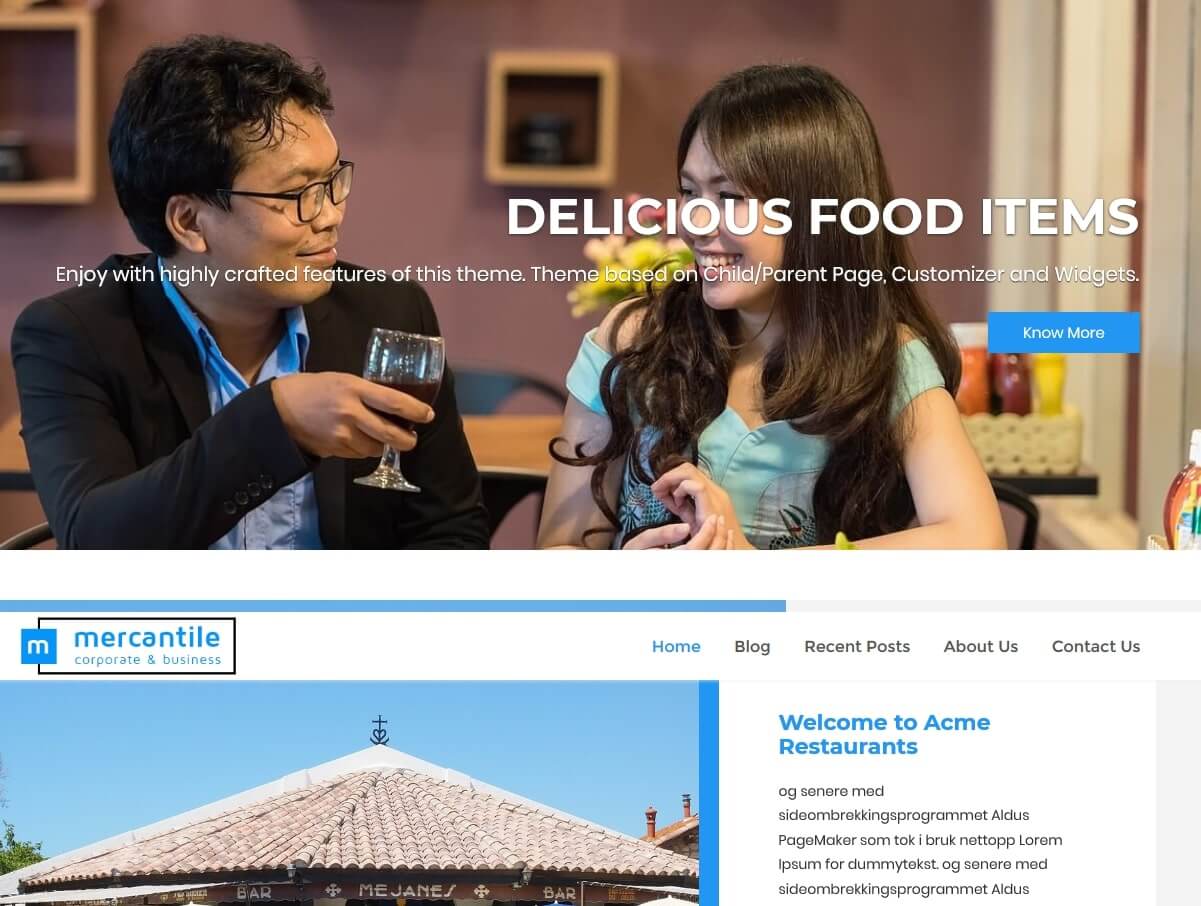 DELICIOUS FOOD ITEMS
Enjoy with highly crafted features of this theme. Theme based on Child/Parent Page, Customizer and Widgets.
Know More
m
mercantile
corporate & business
Home Blog Recent Posts About Us Contact Us
Welcome to Acme
Restaurants
og senere med
sideombrekkingsprogrammet Aldus
PageMaker som tok i bruk nettopp Lorem
Ipsum for dummytekst. og senere med
sideombrekkingsprogrammet Aldus
BAR MEJANES BAR